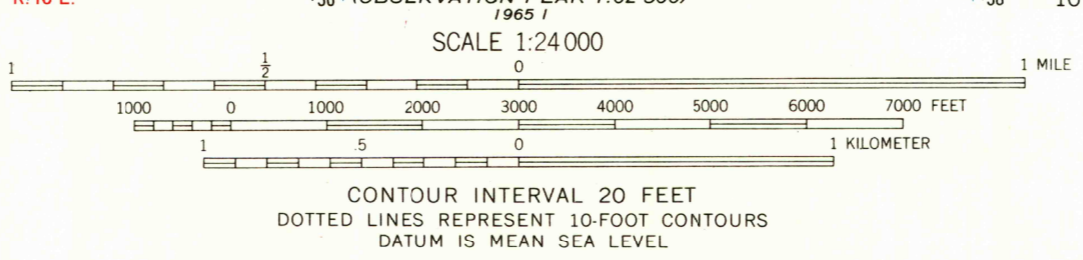 1965 I
SCALE 1:24 000
1 ½ 0 1 MILE
1000 0 1000 2000 3000 4000 5000 6000 7000 FEET
1 .5 0 1 KILOMETER
CONTOUR INTERVAL 20 FEET
DOTTED LINES REPRESENT 10-FOOT CONTOURS
DATUM IS MEAN SEA LEVEL